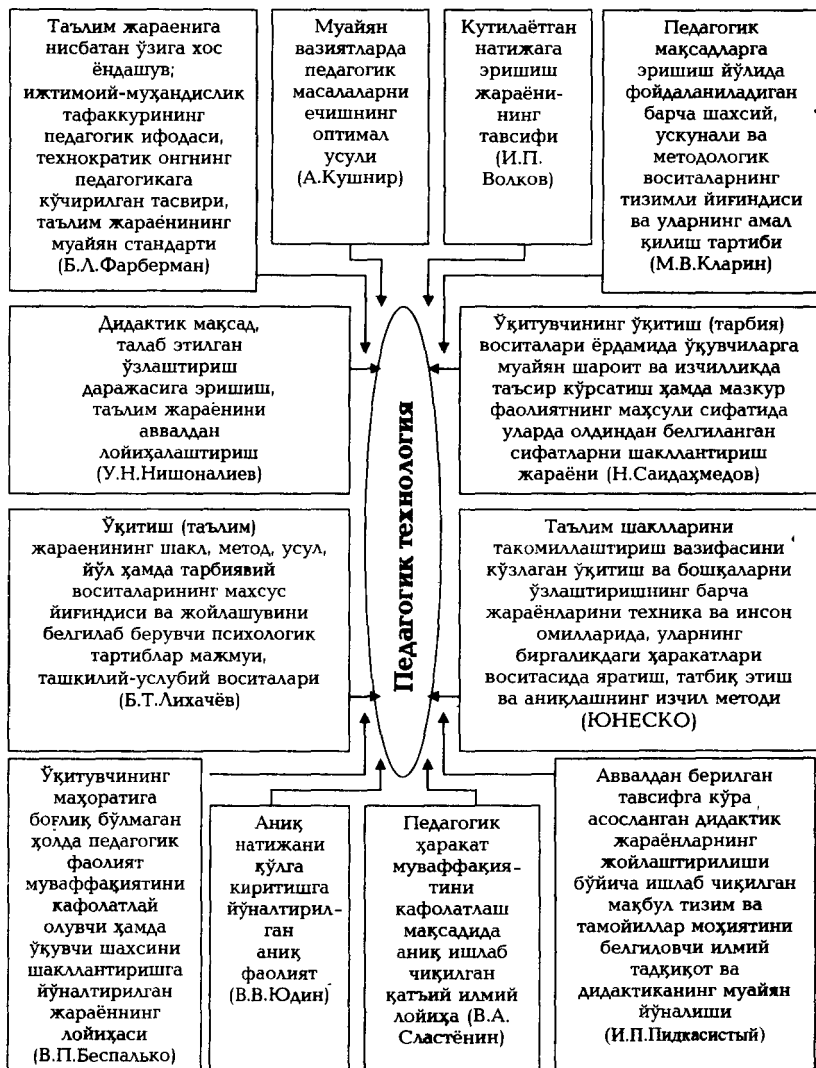 Таълим жараенига
нисбатан ўзига хос
ёндашув;
ижтимоий-муҳандислик
тафаккурининг
педагогик ифодаси,
технократик онгнинг
педагогикага
кўчирилган тасвири,
таълим жараёнининг
муайян стандарти
(Б.Л.Фарберман)
Муайян
вазиятларда
педагогик
масалаларни
ечишнинг
оптимал
усули
(А.Кушнир)
Кутилаётган
натижага
эришиш
жараёни-
нинг
тавсифи
(И.П.
Волков)
Педагогик
мақсадларга
эришиш йўлида
фойдаланиладиган
барча шахсий,
ускунали ва
методологик
воситаларнинг
тизимли йиғиндиси
ва уларнинг амал
қилиш тартиби
(М.В.Кларин)
Дидактик мақсад,
талаб этилган
ўзлаштириш
даражасига эришиш,
таълим жараёнини
аввалдан
лойиҳалаштириш
(У.Н.Нишоналиев)
Педагогик технология
Ўқитувчининг ўқитиш (тарбия)
воситалари ёрдамида ўқувчиларга
муайян шароит ва изчилликда
таъсир кўрсатиш ҳамда мазкур
фаолиятнинг маҳсули сифатида
уларда олдиндан белгиланган
сифатларни шакллантириш
жараёни (Н.Саидаҳмедов)
Ўқитиш (таълим)
жараенининг шакл, метод, усул,
йўл ҳамда тарбиявий
воситаларининг махсус
йиғиндиси ва жойлашувини
белгилаб берувчи психологик
тартиблар мажмуи,
ташкилий-услубий воситалари
(Б.Т.Лихачёв)
Таълим шаклларини
такомиллаштириш вазифасини
кўзлаган ўқитиш ва бошқаларни
ўзлаштиришнинг барча
жараёнларини техника ва инсон
омилларида, уларнинг
биргаликдаги ҳаракатлари
воситасида яратиш, татбиқ этиш
ва аниқлашнинг изчил методи
(ЮНЕСКО)
Ўқитувчининг
маҳоратига
боғлиқ бўлмаган
ҳолда педагогик
фаолият
муваффақиятини
кафолатлай
олувчи ҳамда
ўқувчи шахсини
шакллантиришга
йўналтирилган
жараённинг
лойиҳаси
(В.П.Беспалько)
Аниқ
натижани
қўлга
киритишга
йўналтирил-
ган
аниқ
фаолият
(В.В.Юдин)
Педагогик
ҳаракат
муваффақия-
тини
кафолатлаш
мақсадида
аниқ ишлаб
чиқилган
қатъий илмий
лойиҳа (В.А.
Сластёнин)
Аввалдан берилган
тавсифга кўра
асосланган дидактик
жараёнларнинг
жойлаштирилиши
бўйича ишлаб чиқилган
мақбул тизим ва
тамойиллар моҳиятини
белгиловчи илмий
тадқиқот ва
дидактиканинг муайян
йўналиши
(И.П.Пидкасистый)